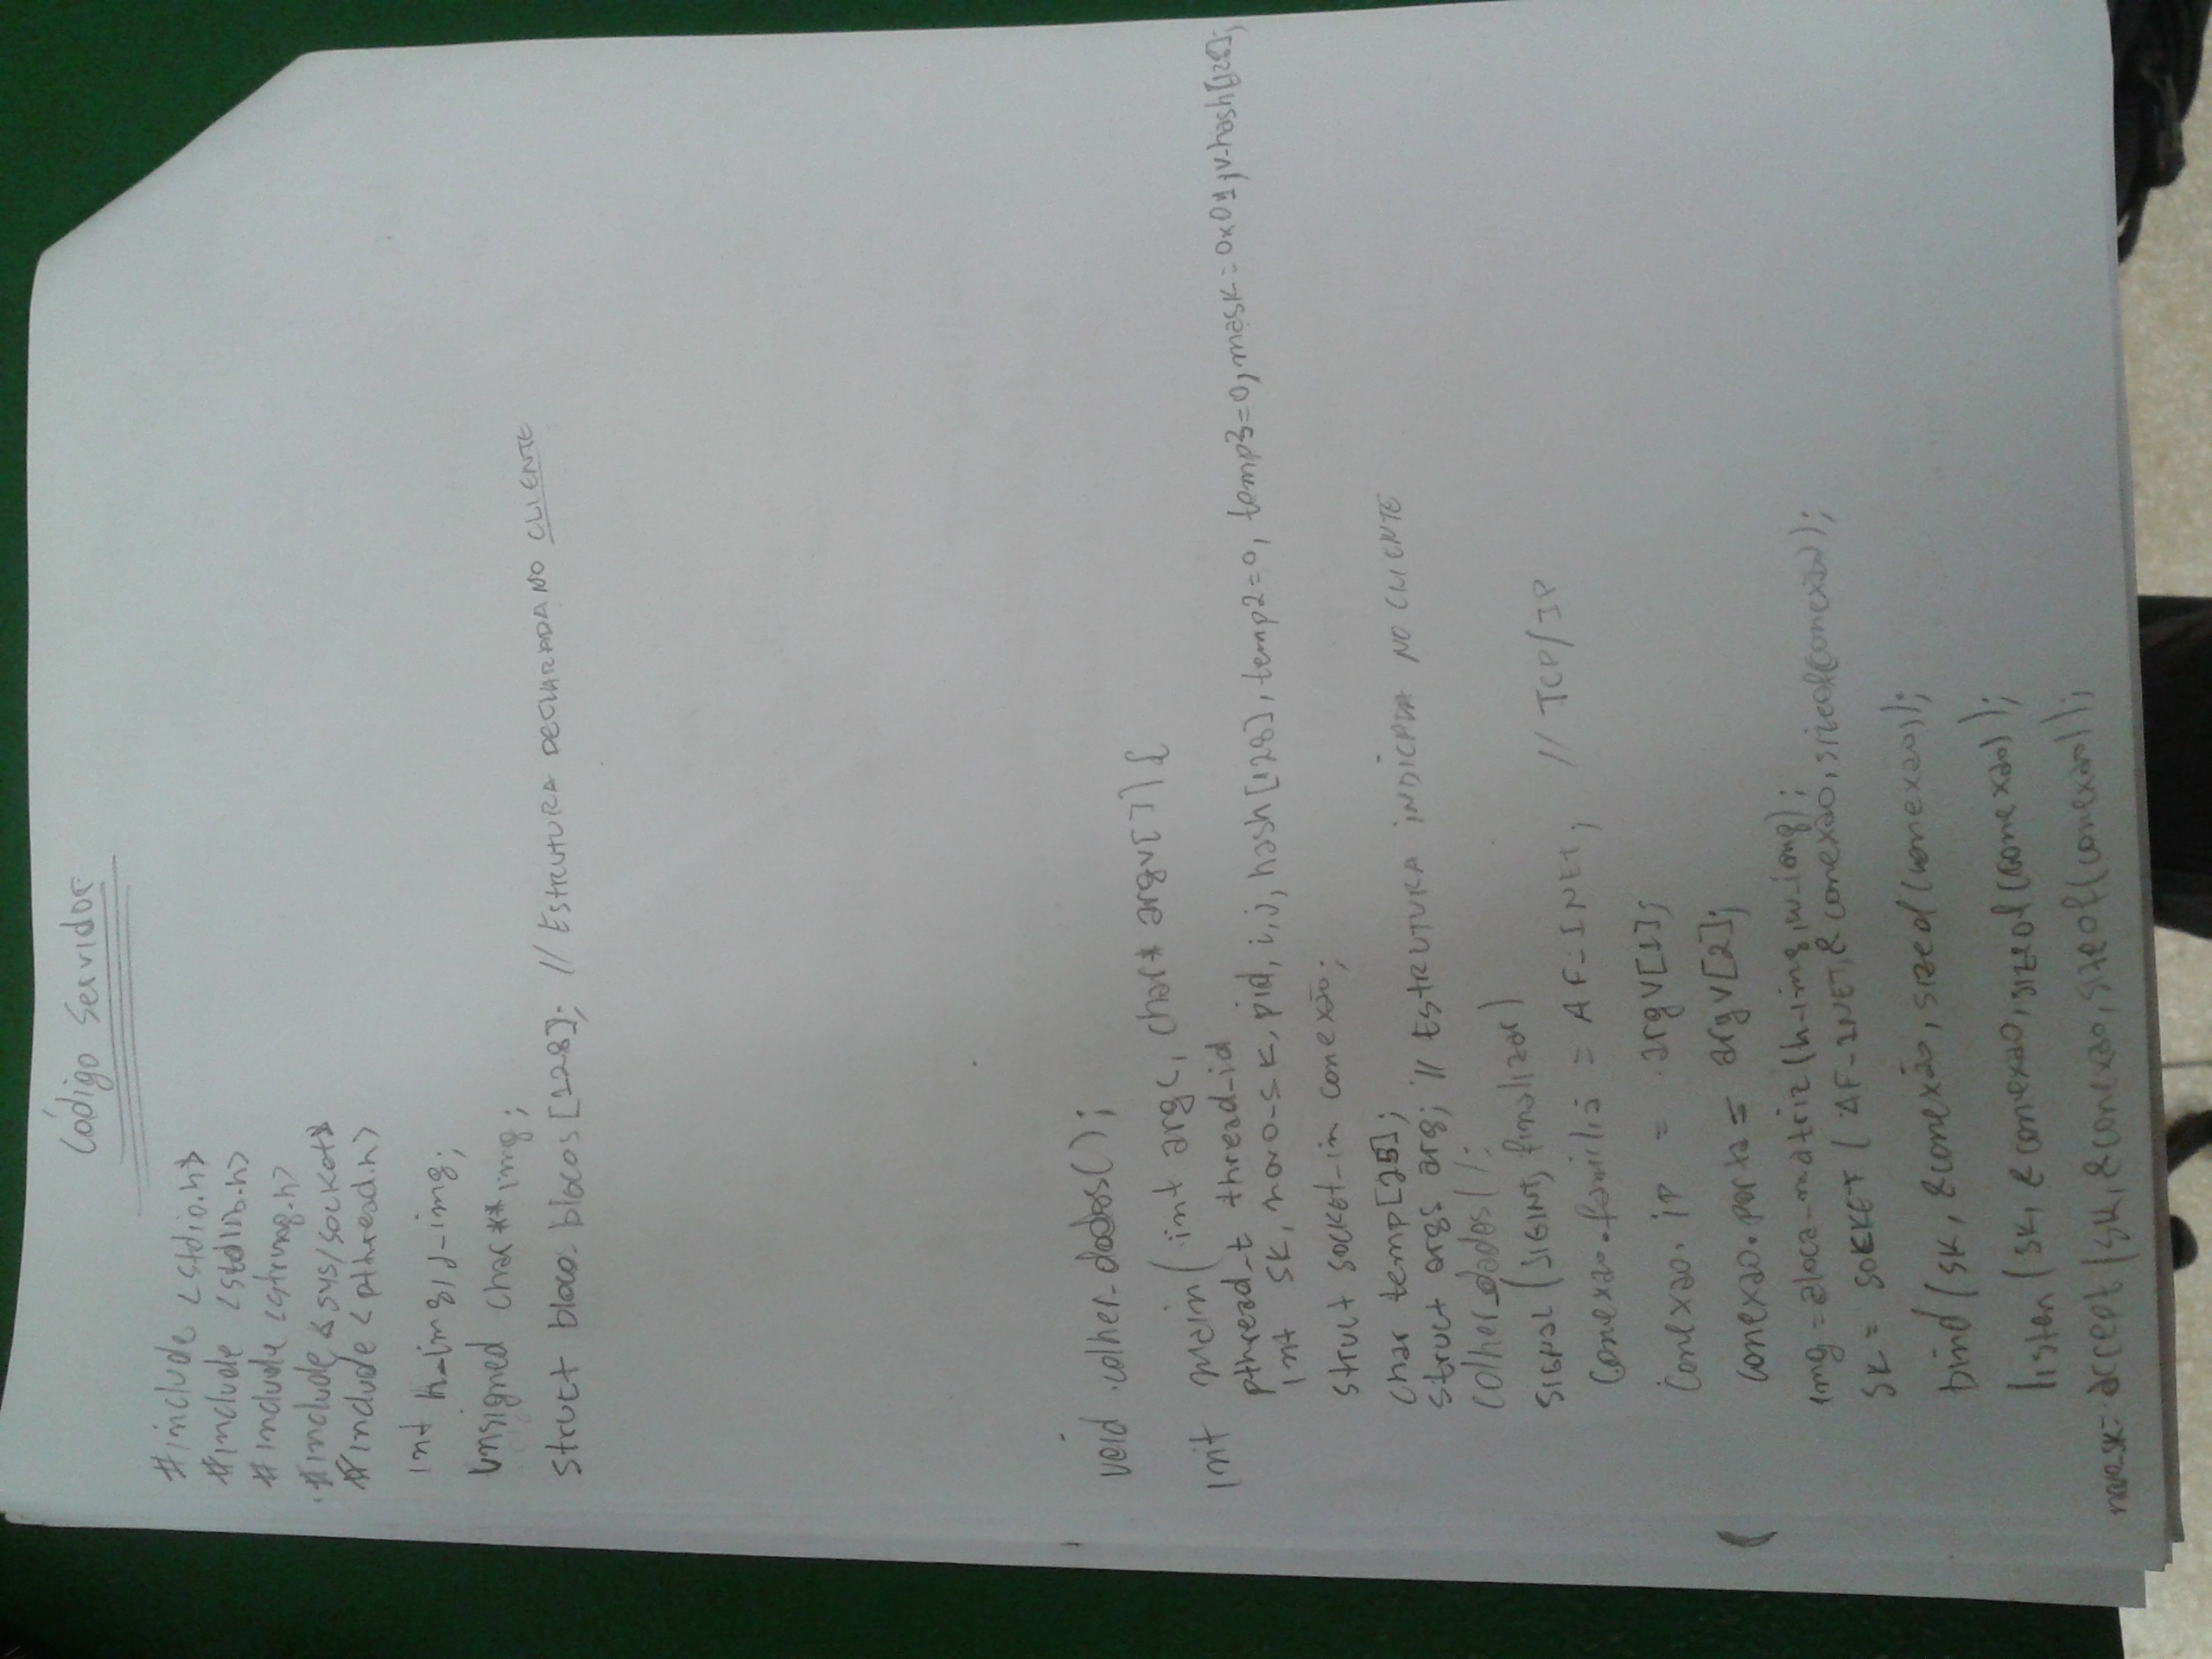 Código Servidor
#include <stdio.h>
#include <stdlib.h>
#include <string.h>
#include <sys/socket>
#include <pthread.h>
int h_img, j_img;
unsigned char** img;
struct bloco blocos[128]; // ESTRUTURA DECLARADA NO CLIENTE
void colher_dados();
int main(int argc, char* argv[]){
pthread_t thread_id
int sk, novo_sk, pid, i, j, hash[128], temp2=0, temp3=0, mask=0x01, v_hash[128];
struct socket_in conexão;
char temp[25];
struct args arg; // ESTRUTURA INDICADA NO CLIENTE
colher_dados();
SIGNAL(SIGINT, finalizar)
conexao.familia = AF_INET; // TCP/IP
conexao.ip = argv[1];
conexao.porta = argv[2];
img = aloca_matriz(h_img, w_img);
SK = SOCKET(AF_INET, &conexão, sizeof(conexão));
bind(SK, &conexão, sizeof(conexao));
listen(SK, &conexao, sizeof(conexao));
novo_sk = accept(SK, &conexao, sizeof(conexao));